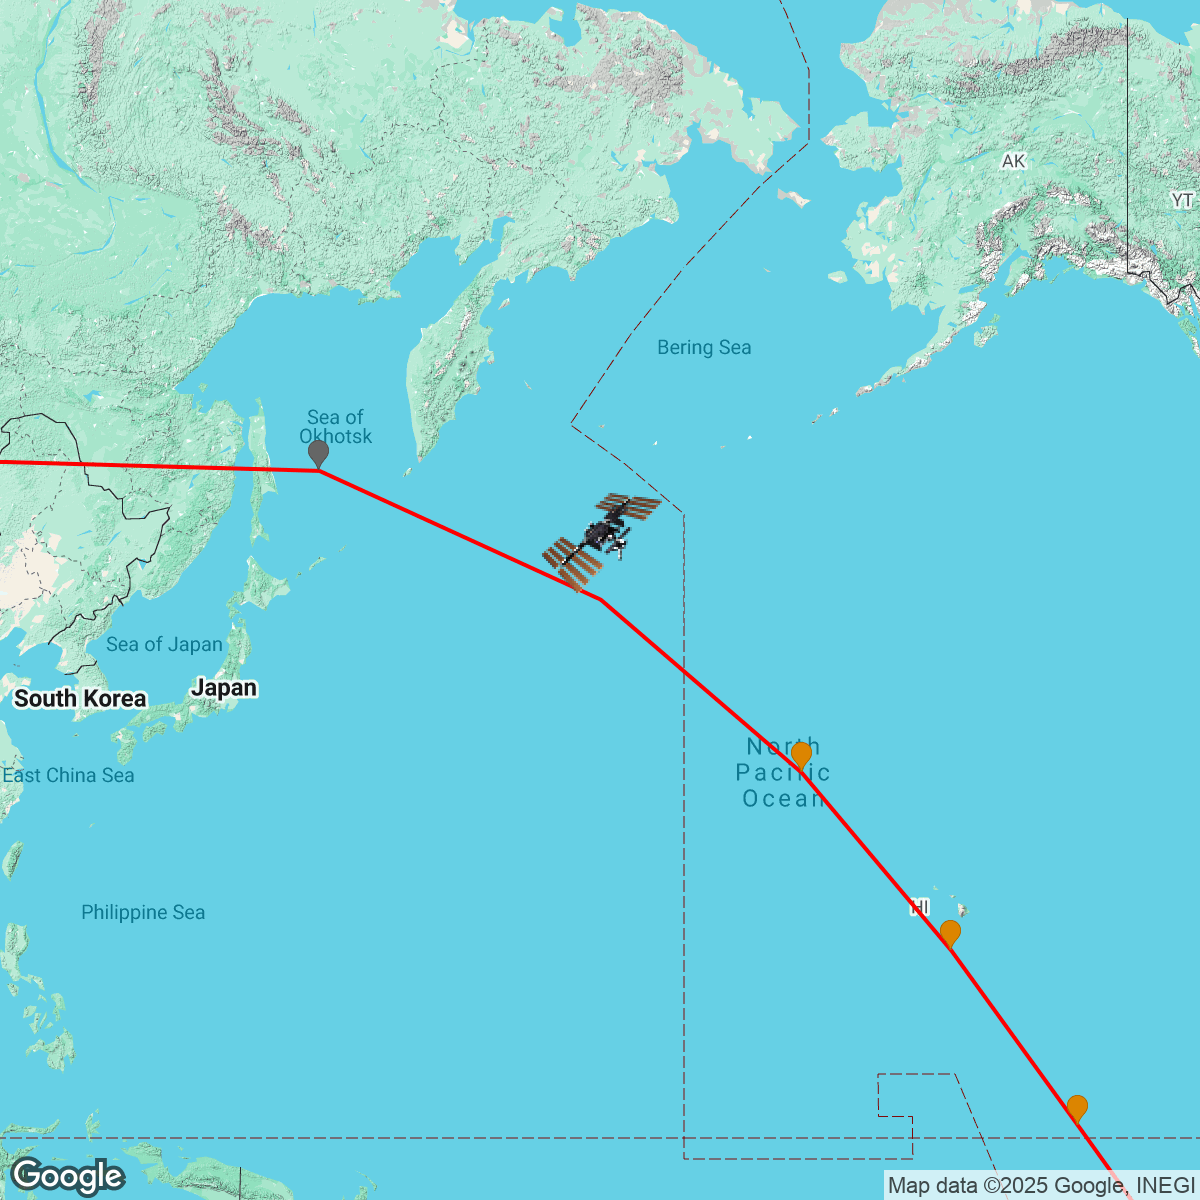 AK
YT
Bering Sea
Sea of
Okhotsk
Sea of Japan
Japan
South Korea
North
Pacific
Ocean
East China Sea
HI
Philippine Sea
Google
Map data ©2025 Google, INEGI